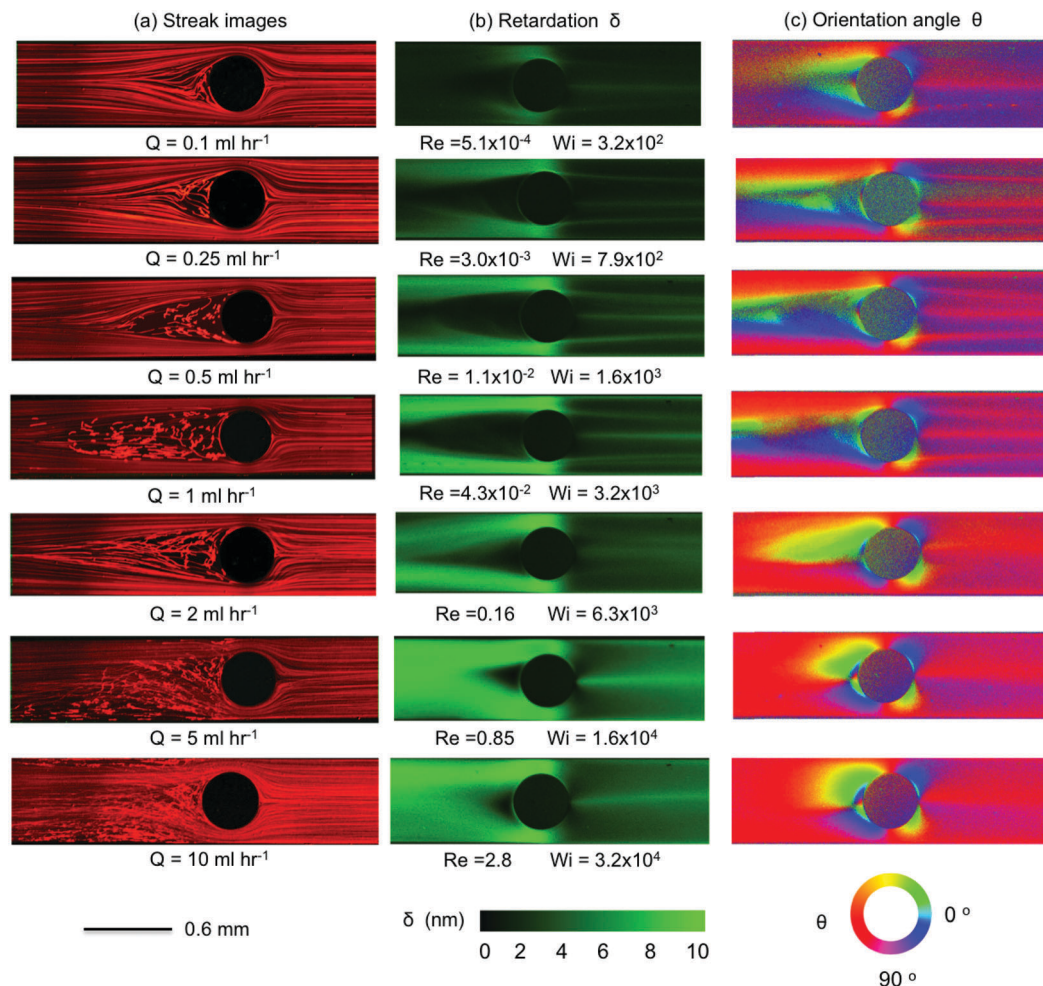 (a) Streak images (b) Retardation δ (c) Orientation angle θ
Q = 0.1 ml hr⁻¹ Re =5.1x10⁻⁴ Wi = 3.2x10²
Q = 0.25 ml hr⁻¹ Re =3.0x10⁻³ Wi = 7.9x10²
Q = 0.5 ml hr⁻¹ Re = 1.1x10⁻² Wi = 1.6x10³
Q = 1 ml hr⁻¹ Re =4.3x10⁻² Wi = 3.2x10³
Q = 2 ml hr⁻¹ Re =0.16 Wi = 6.3x10³
Q = 5 ml hr⁻¹ Re =0.85 Wi = 1.6x10⁴
Q = 10 ml hr⁻¹ Re =2.8 Wi = 3.2x10⁴
0.6 mm
δ (nm)
0 2 4 6 8 10
θ 0 °
90 °